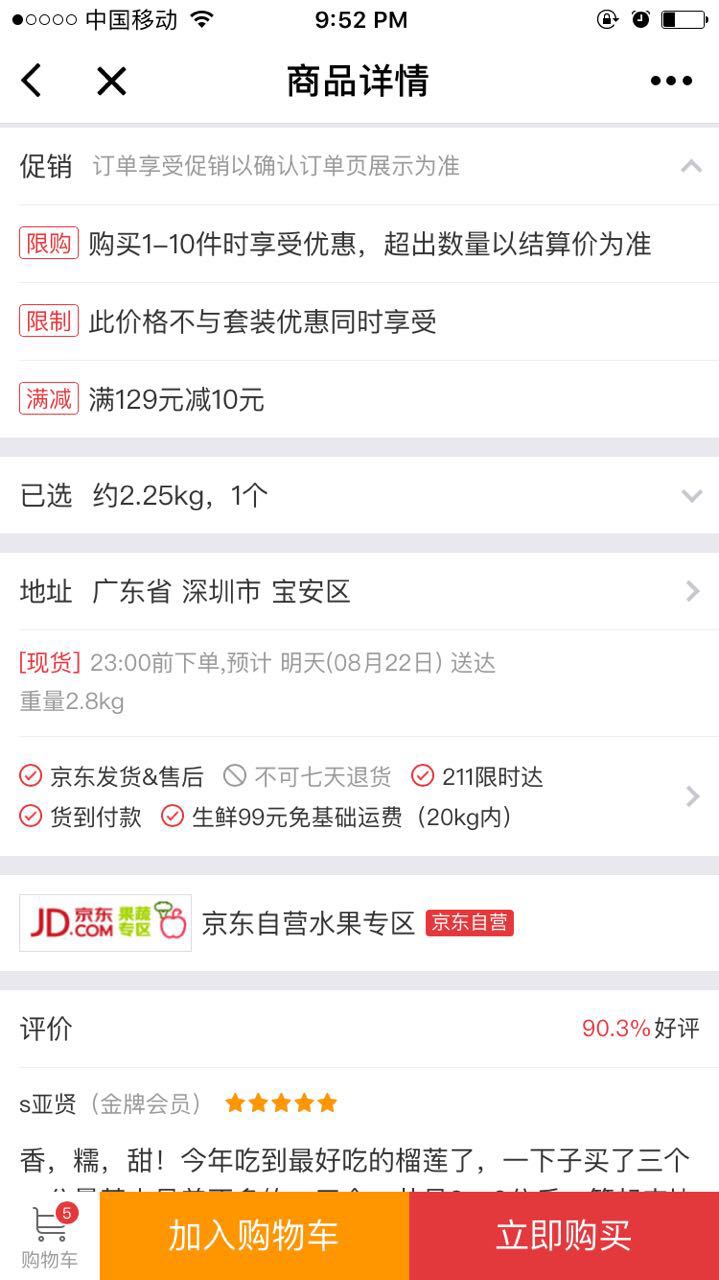 中国移动 9:52 PM
商品详情
促销 订单享受促销以确认订单页展示为准
限购 购买1-10件时享受优惠，超出数量以结算价为准
限制 此价格不与套装优惠同时享受
满减 满129元减10元
已选 约2.25kg，1个
地址 广东省 深圳市 宝安区
[现货] 23:00前下单,预计 明天(08月22日) 送达
重量2.8kg
京东发货&售后 不可七天退货 211限时达
货到付款 生鲜99元免基础运费（20kg内）
JD.COM 京东 果蔬专区 京东自营水果专区 京东自营
评价 90.3%好评
s亚贤（金牌会员）
香，糯，甜！今年吃到最好吃的榴莲了，一下子买了三个
5
购物车 加入购物车 立即购买